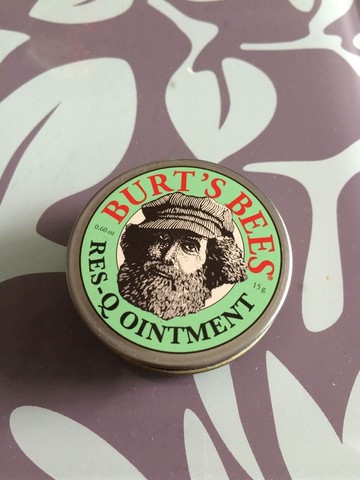 BURT'S BEES®
0.60 oz
15 g
RES-Q OINTMENT